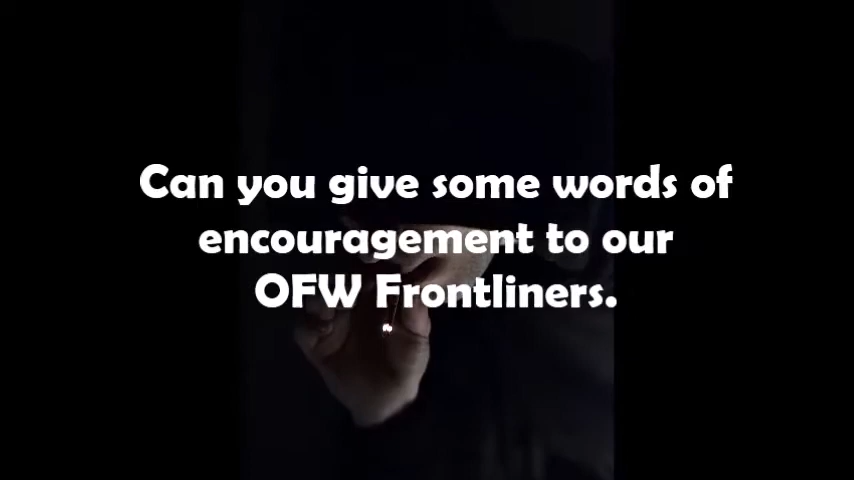 Can you give some words of
encouragement to our
OFW Frontliners.